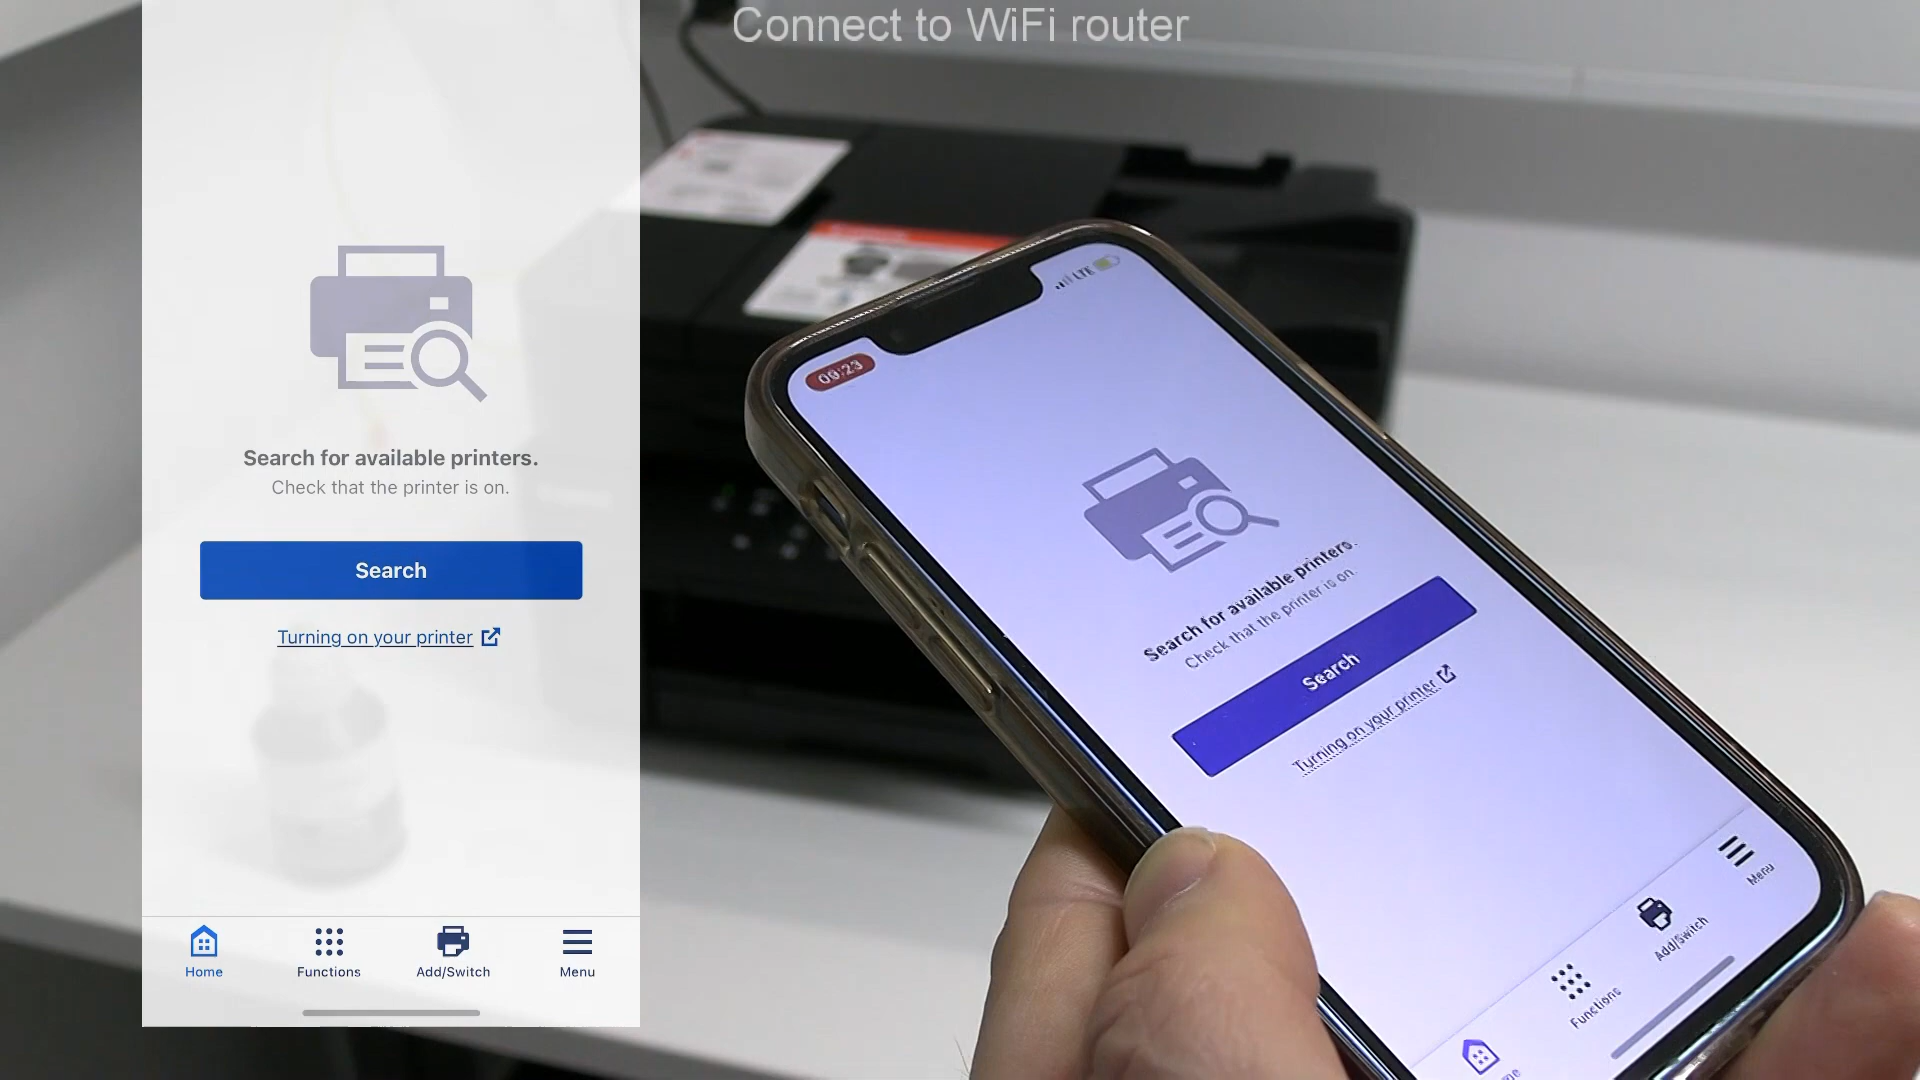 Connect to WiFi router
Search for available printers.
Check that the printer is on.
Search
Turning on your printer
Home
Functions
Add/Switch
Menu
LTE
09:23
Search for available printers.
Check that the printer is on.
Search
Turning on your printer
Menu
Add/Switch
Functions